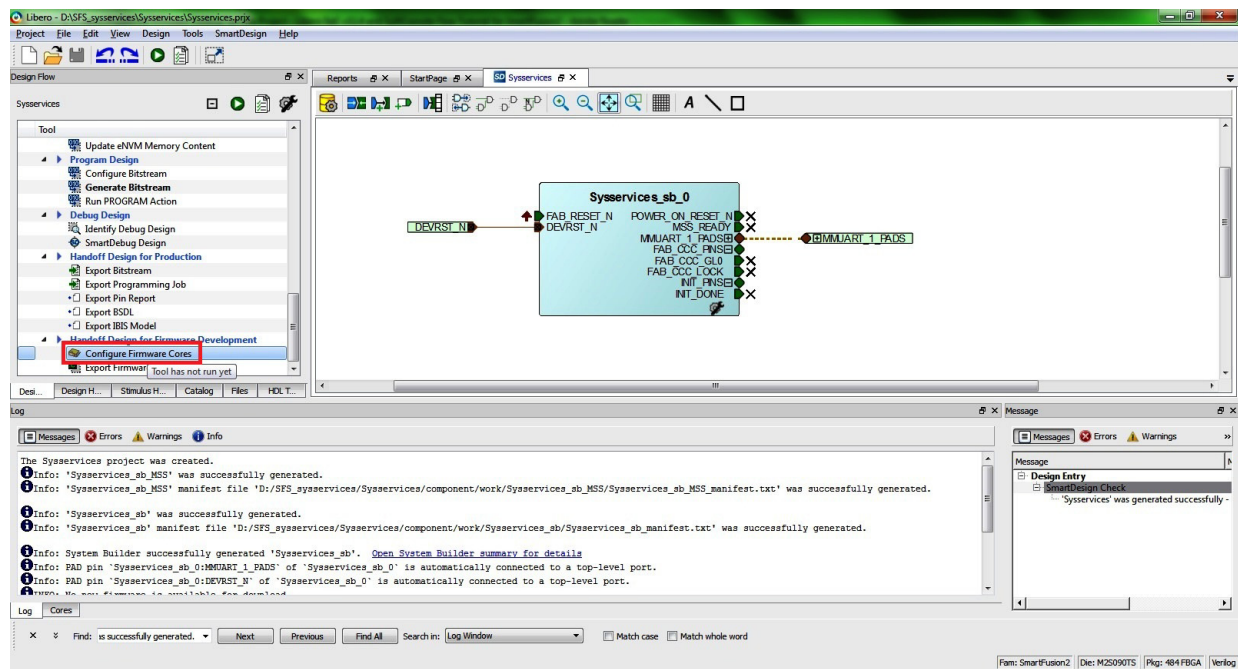 Libero - D:\SFS_sysservices\Sysservices\Sysservices.prjx
Project File Edit View Design Tools SmartDesign Help
Design Flow
Reports StartPage SD Sysservices
Sysservices
Tool
Update eNVM Memory Content
Program Design
Configure Bitstream
Generate Bitstream
Run PROGRAM Action
Debug Design
Identify Debug Design
SmartDebug Design
Handoff Design for Production
Export Bitstream
Export Programming Job
Export Pin Report
Export BSDL
Export IBIS Model
Handoff Design for Firmware Development
Configure Firmware Cores
Export Firmwar
Tool has not run yet
Desi... Design H... Stimulus H... Catalog Files HDL T...
A
Sysservices_sb_0
FAB_RESET_N POWER_ON_RESET_N
DEVRST_N DEVRST_N MSS_READY
MMUART_1_PADS MMUART_1_PADS
FAB_CCC_PINS
FAB_CCC_GL0
FAB_CCC_LOCK
INIT_PINS
INIT_DONE
Log
Messages Errors Warnings Info
The Sysservices project was created.
Info: 'Sysservices_sb_MSS' was successfully generated.
Info: 'Sysservices_sb_MSS' manifest file 'D:/SFS_sysservices/Sysservices/component/work/Sysservices_sb_MSS/Sysservices_sb_MSS_manifest.txt' was successfully generated.
Info: 'Sysservices_sb' was successfully generated.
Info: 'Sysservices_sb' manifest file 'D:/SFS_sysservices/Sysservices/component/work/Sysservices_sb/Sysservices_sb_manifest.txt' was successfully generated.
Info: System Builder successfully generated 'Sysservices_sb'. Open System Builder summary for details
Info: PAD pin `Sysservices_sb_0:MMUART_1_PADS` of `Sysservices_sb_0` is automatically connected to a top-level port.
Info: PAD pin `Sysservices_sb_0:DEVRST_N` of `Sysservices_sb_0` is automatically connected to a top-level port.
INFO: No new firmware is available for download
Log Cores
Find: is successfully generated. Next Previous Find All Search in: Log Window Match case Match whole word
Message
Messages Errors Warnings »
Message
Design Entry
SmartDesign Check
'Sysservices' was generated successfully -
Fam: SmartFusion2 Die: M2S090TS Pkg: 484 FBGA Verilog